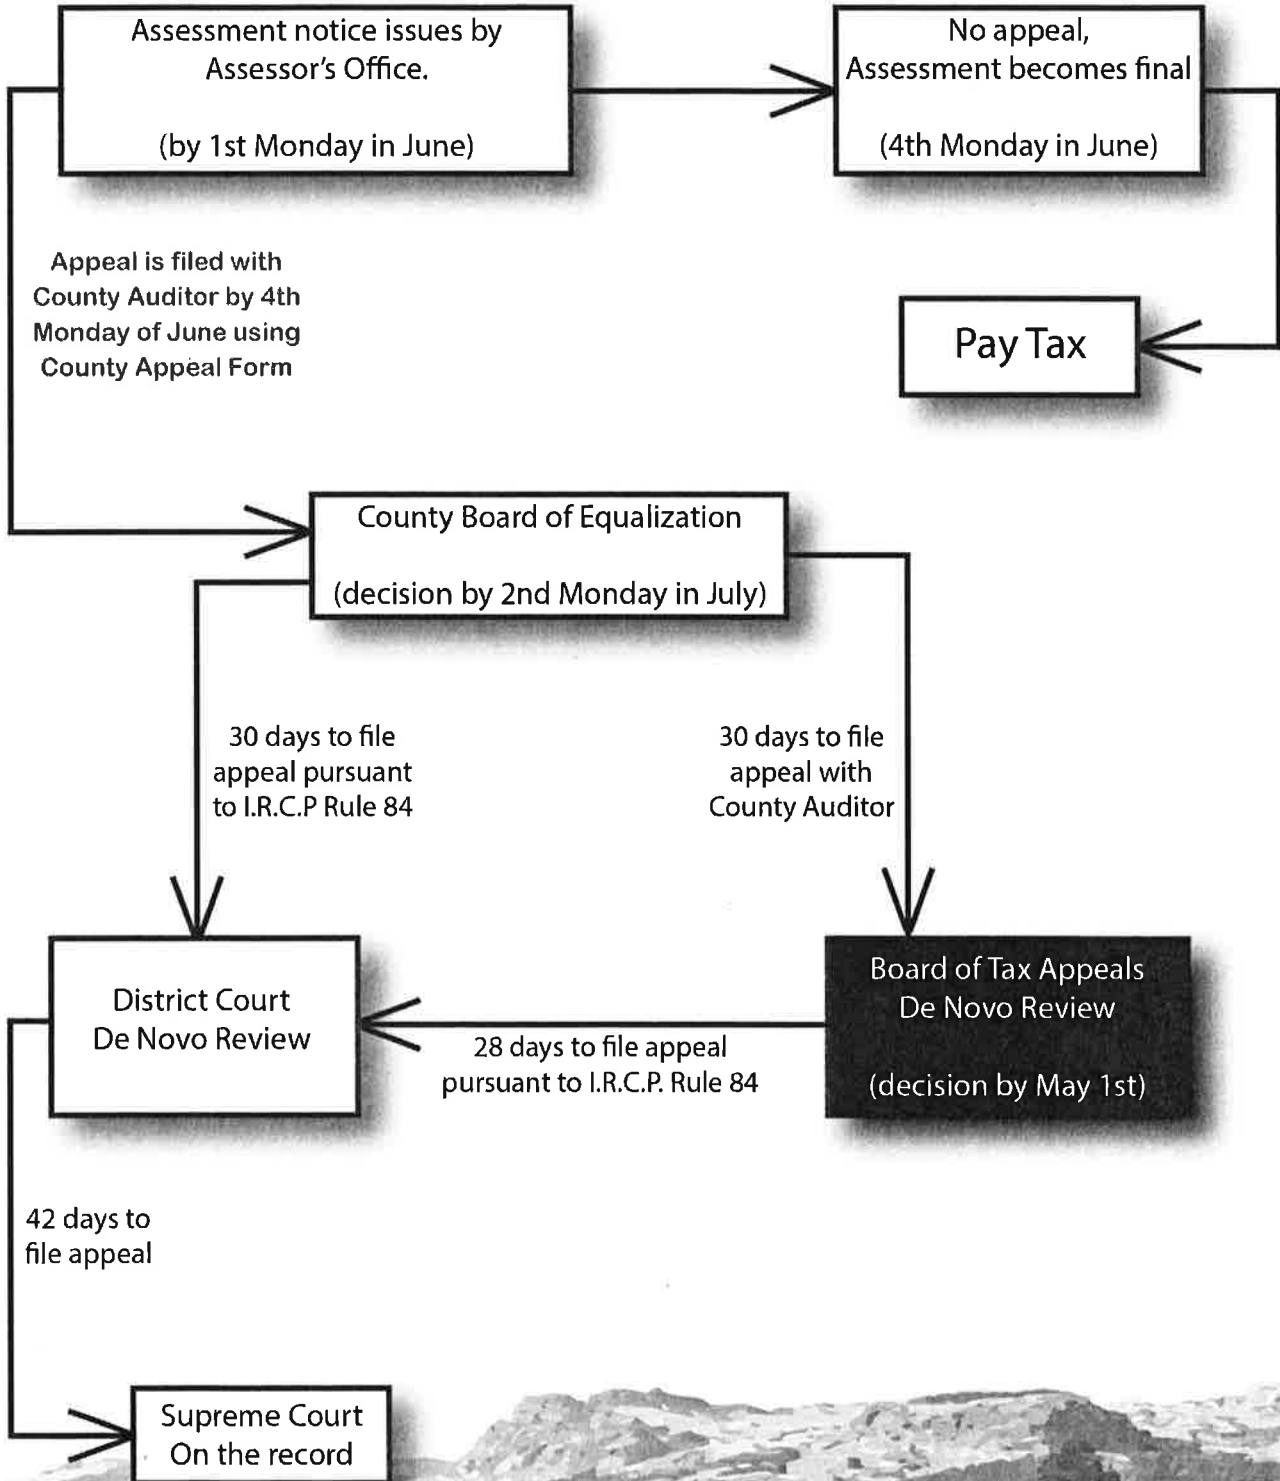 Assessment notice issues by
Assessor's Office.
(by 1st Monday in June)
No appeal,
Assessment becomes final
(4th Monday in June)
Appeal is filed with
County Auditor by 4th
Monday of June using
County Appeal Form
Pay Tax
County Board of Equalization
(decision by 2nd Monday in July)
30 days to file
appeal pursuant
to I.R.C.P Rule 84
30 days to file
appeal with
County Auditor
District Court
De Novo Review
28 days to file appeal
pursuant to I.R.C.P. Rule 84
Board of Tax Appeals
De Novo Review
(decision by May 1st)
42 days to
file appeal
Supreme Court
On the record